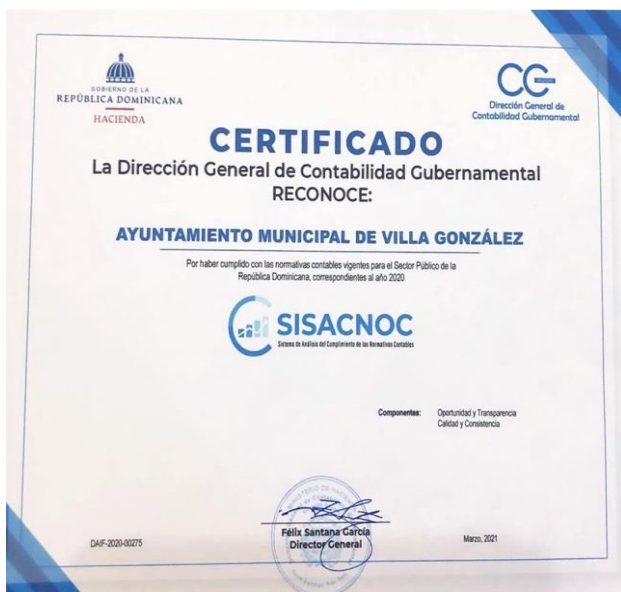 GOBIERNO DE LA
REPÚBLICA DOMINICANA
HACIENDA
CG
Dirección General de
Contabilidad Gubernamental
CERTIFICADO
La Dirección General de Contabilidad Gubernamental
RECONOCE:
AYUNTAMIENTO MUNICIPAL DE VILLA GONZÁLEZ
Por haber cumplido con las normativas contables vigentes para el Sector Público de la
República Dominicana, correspondientes al año 2020
SISACNOC
Sistema de Análisis del Cumplimiento de las Normativas Contables
Componentes: Oportunidad y Transparencia
Calidad y Consistencia
MINISTERIO DE HACIENDA
Félix Santana García
Director General
DAIF-2020-00275
Marzo, 2021